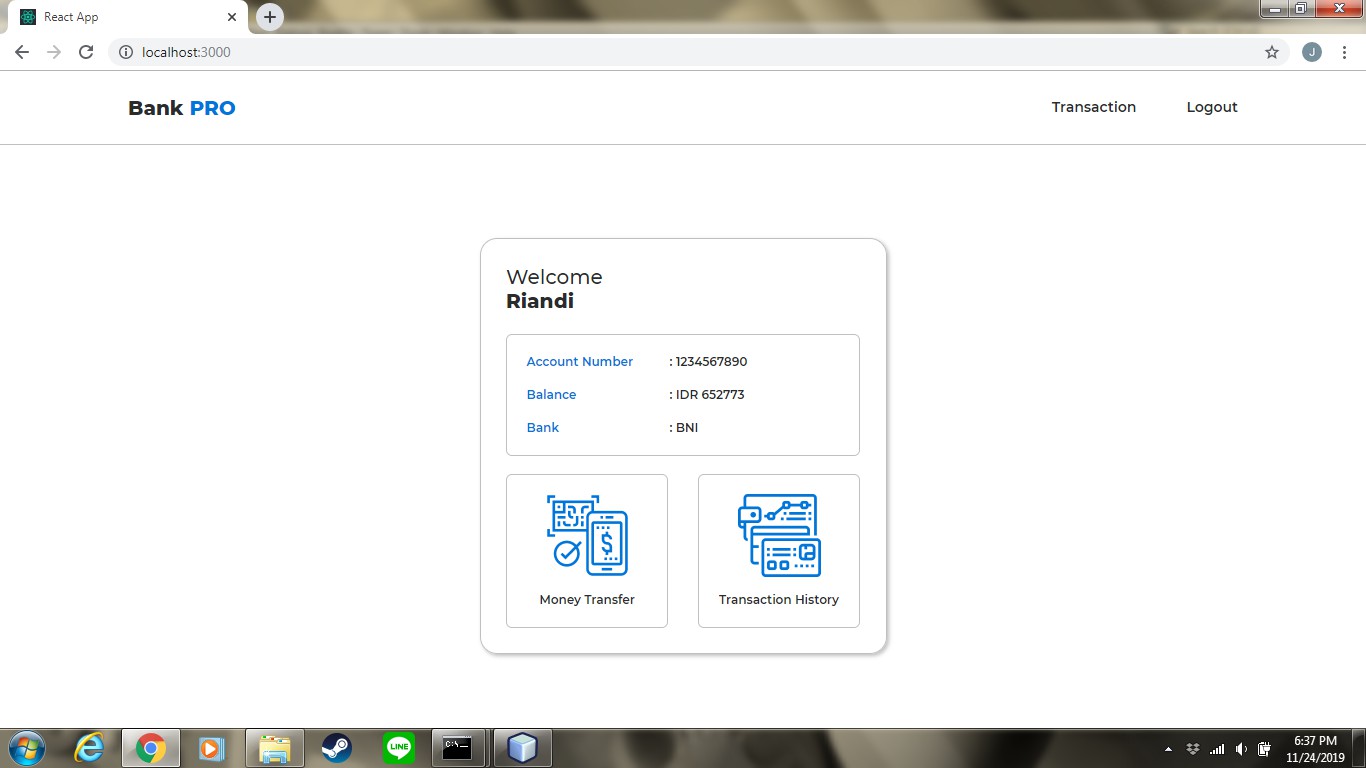 React App
localhost:3000
J
Bank PRO
Transaction
Logout
Welcome
Riandi
Account Number : 1234567890
Balance : IDR 652773
Bank : BNI
$
Money Transfer
Transaction History
LINE
C:\.
6:37 PM
11/24/2019